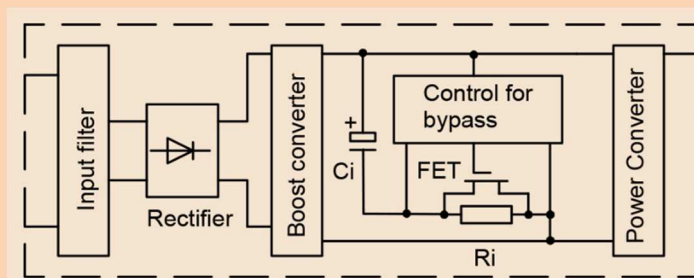 Input filter
Rectifier
Boost converter
+
Ci
Control for
bypass
FET
Ri
Power Converter